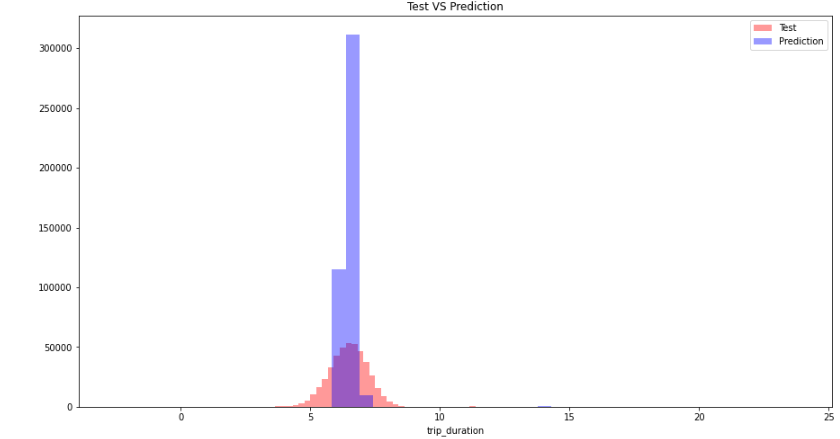 Test VS Prediction
Test
Prediction
300000
250000
200000
150000
100000
50000
0
0 5 10 15 20 25
trip_duration